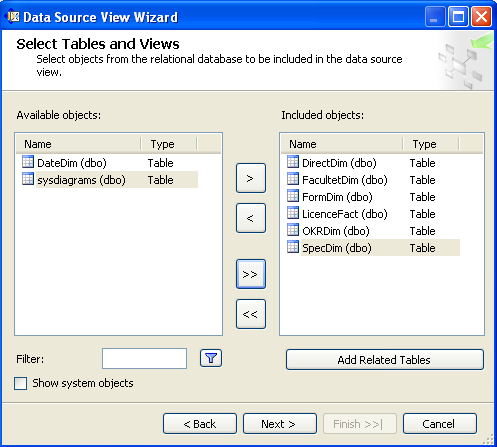 Data Source View Wizard
Select Tables and Views
Select objects from the relational database to be included in the data source
view.
Available objects:
Name Type
DateDim (dbo) Table
sysdiagrams (dbo) Table
>
<
>>
<<
Included objects:
Name Type
DirectDim (dbo) Table
FacultetDim (dbo) Table
FormDim (dbo) Table
LicenceFact (dbo) Table
OKRDim (dbo) Table
SpecDim (dbo) Table
Filter:
Add Related Tables
Show system objects
< Back
Next >
Finish >>|
Cancel